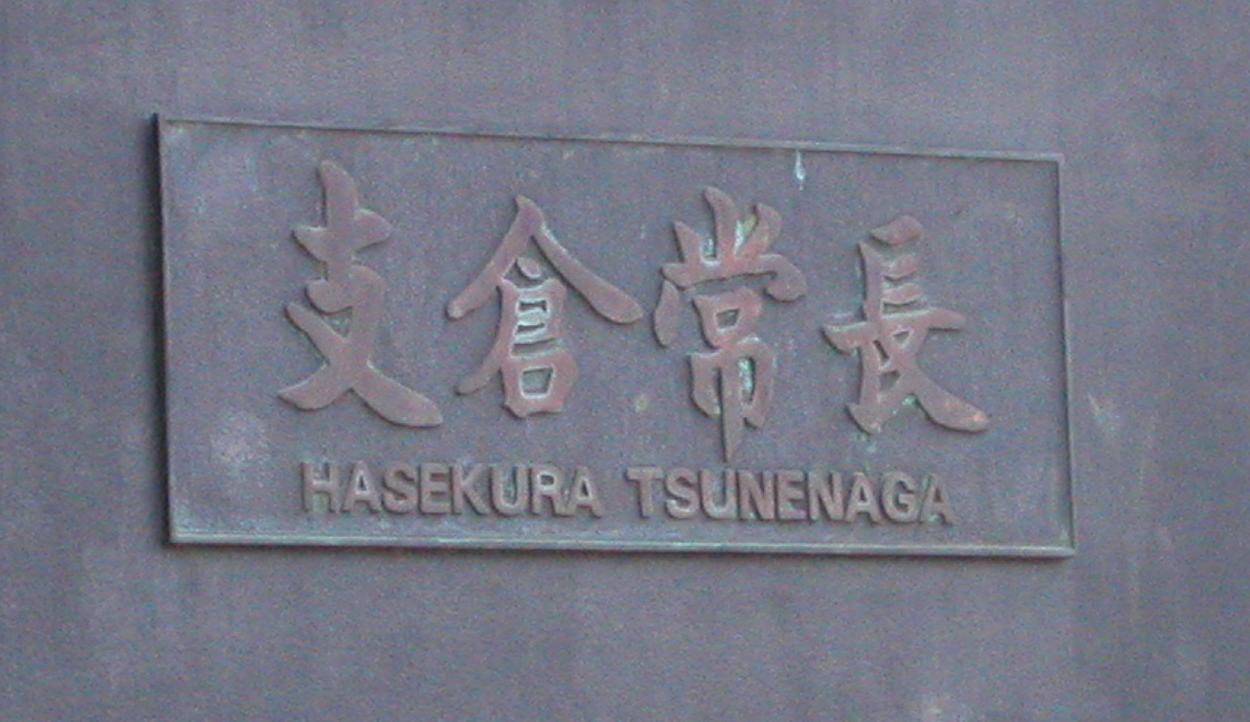 支倉常長
HASEKURA TSUNENAGA